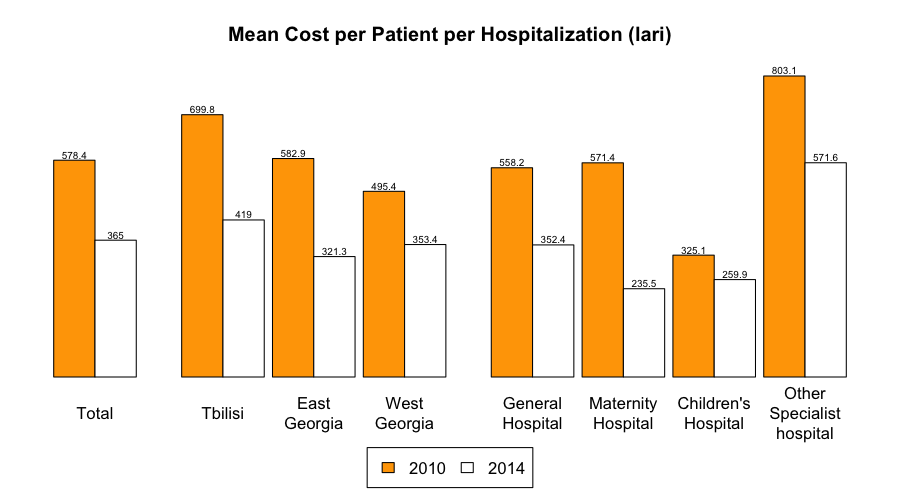 Mean Cost per Patient per Hospitalization (lari)
578.4
365
699.8
419
582.9
321.3
495.4
353.4
558.2
352.4
571.4
235.5
325.1
259.9
803.1
571.6
Total
Tbilisi
East
Georgia
West
Georgia
General
Hospital
Maternity
Hospital
Children's
Hospital
Other
Specialist
hospital
2010
2014